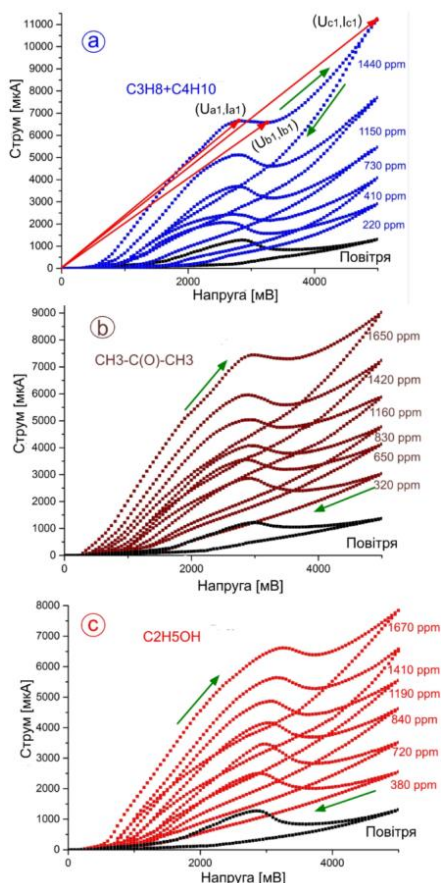 11000
10000
9000
8000
7000
6000
5000
4000
3000
2000
1000
0
Струм [мкА]
a
C3H8+C4H10
(Ua1,Ia1)
(Ub1,Ib1)
(Uc1,Ic1)
1440 ppm
1150 ppm
730 ppm
410 ppm
220 ppm
Повітря
0 2000 4000
Напруга [мВ]
9000
8000
7000
6000
5000
4000
3000
2000
1000
0
Струм [мкА]
b
CH3-C(O)-CH3
1650 ppm
1420 ppm
1160 ppm
830 ppm
650 ppm
320 ppm
Повітря
0 2000 4000
Напруга [мВ]
8000
7000
6000
5000
4000
3000
2000
1000
0
Струм [мкА]
c
C2H5OH
1670 ppm
1410 ppm
1190 ppm
840 ppm
720 ppm
380 ppm
Повітря
0 2000 4000
Напруга [мВ]